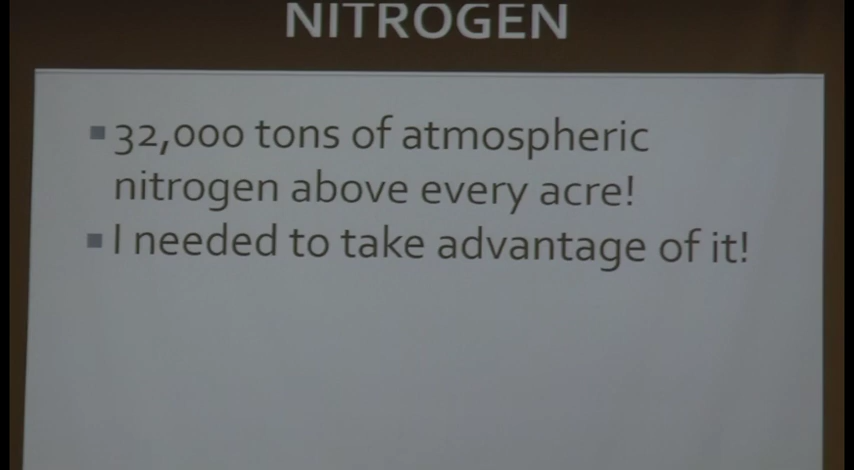 NITROGEN
▪32,000 tons of atmospheric
nitrogen above every acre!
▪I needed to take advantage of it!